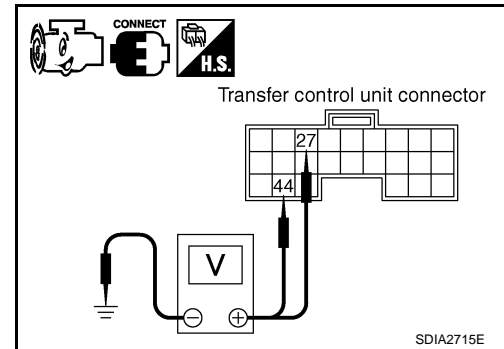 CONNECT
H.S.
Transfer control unit connector
27
44
V
− +
SDIA2715E